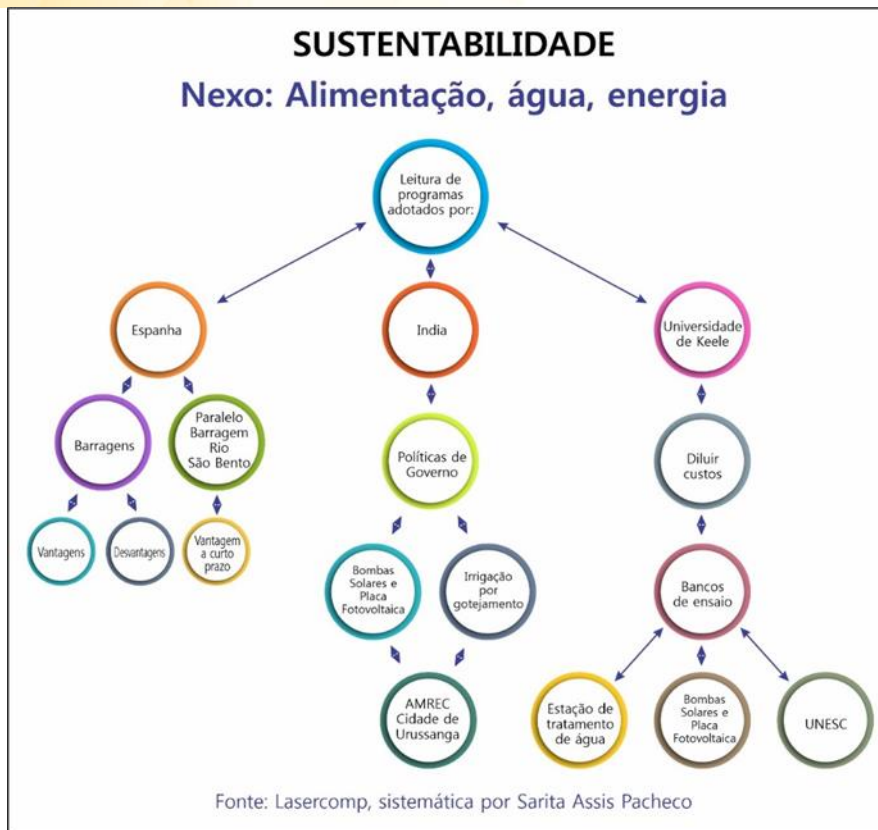 SUSTENTABILIDADE
Nexo: Alimentação, água, energia
Leitura de
programas
adotados por:
Espanha
India
Universidade
de Keele
Barragens
Paralelo
Barragem
Rio
São Bento
Políticas de
Governo
Diluir
custos
Vantagens
Desvantagens
Vantagem
a curto
prazo
Bombas
Solares e
Placa
Fotovoltaica
Irrigação
por
gotejamento
Bancos
de ensaio
AMREC
Cidade de
Urussanga
Estação de
tratamento
de água
Bombas
Solares e
Placa
Fotovoltaica
UNESC
Fonte: Lasercomp, sistemática por Sarita Assis Pacheco